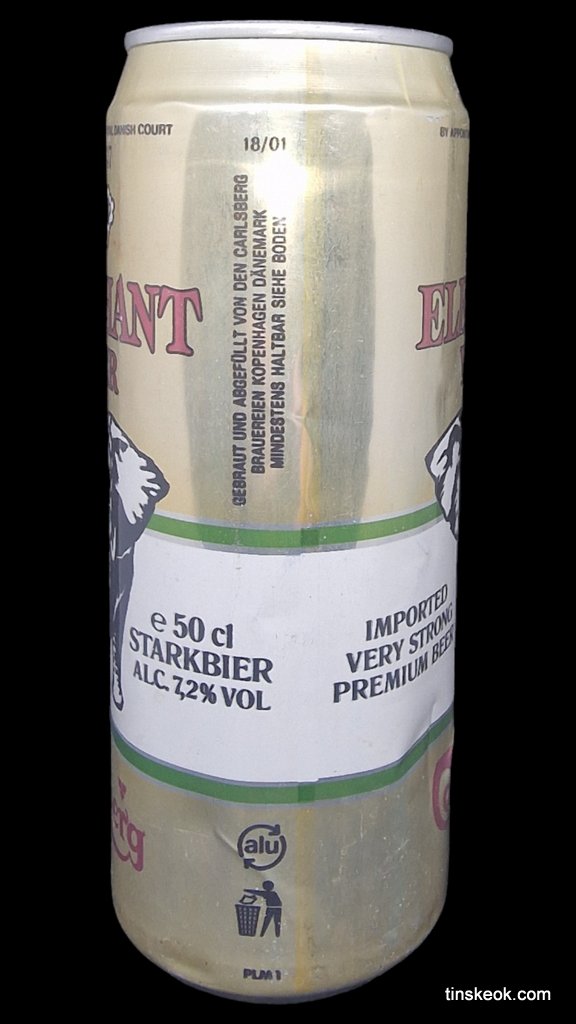 DANISH COURT
BY
18/01
GEBRAUT UND ABGEFÜLLT VON DEN CARLSBERG
BRAUEREIEN KOPENHAGEN DÄNEMARK
MINDESTENS HALTBAR SIEHE BODEN
e 50 cl
STARKBIER
ALC. 7,2% VOL
IMPORTED
VERY STRONG
PREMIUM BEER
alu
PLM 1
tinskeok.com